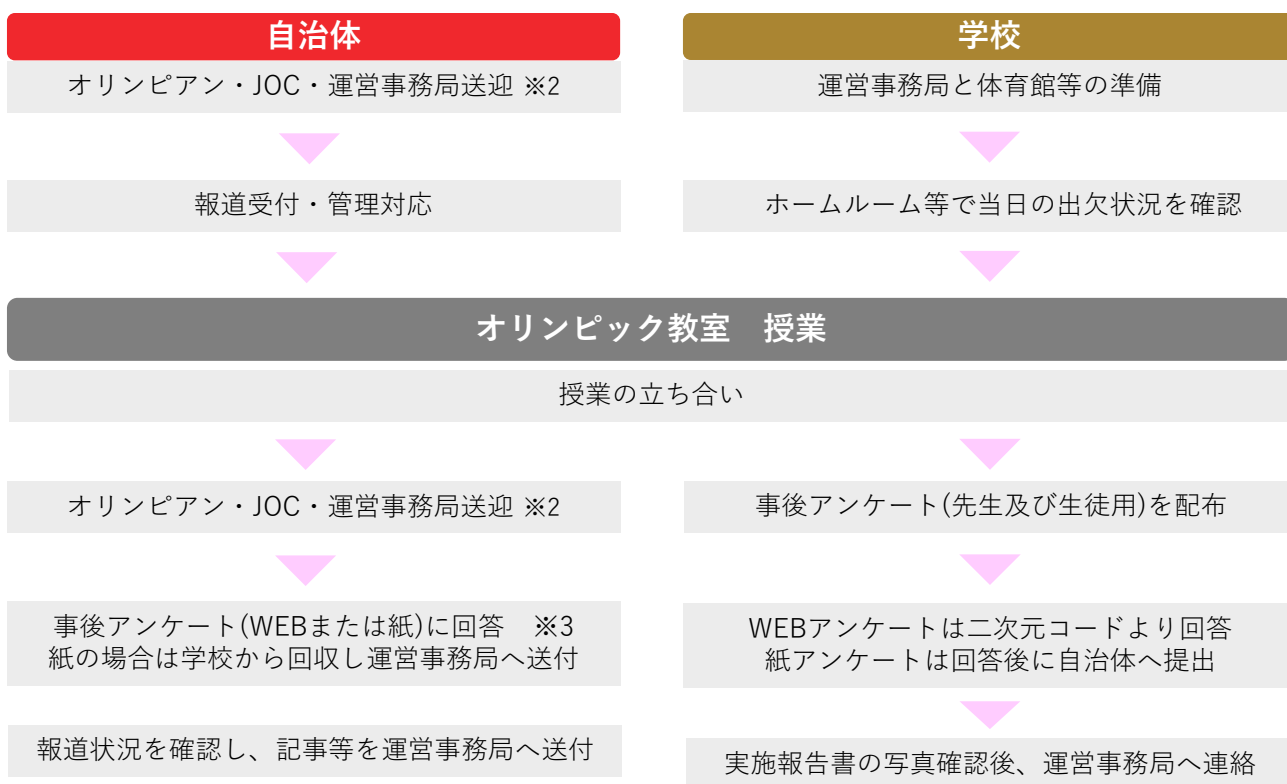 自治体
オリンピアン・JOC・運営事務局送迎 ※2
報道受付・管理対応
学校
運営事務局と体育館等の準備
ホームルーム等で当日の出欠状況を確認
オリンピック教室　授業
授業の立ち合い
オリンピアン・JOC・運営事務局送迎 ※2
事後アンケート(WEBまたは紙)に回答　※3
紙の場合は学校から回収し運営事務局へ送付
報道状況を確認し、記事等を運営事務局へ送付
事後アンケート(先生及び生徒用)を配布
WEBアンケートは二次元コードより回答
紙アンケートは回答後に自治体へ提出
実施報告書の写真確認後、運営事務局へ連絡